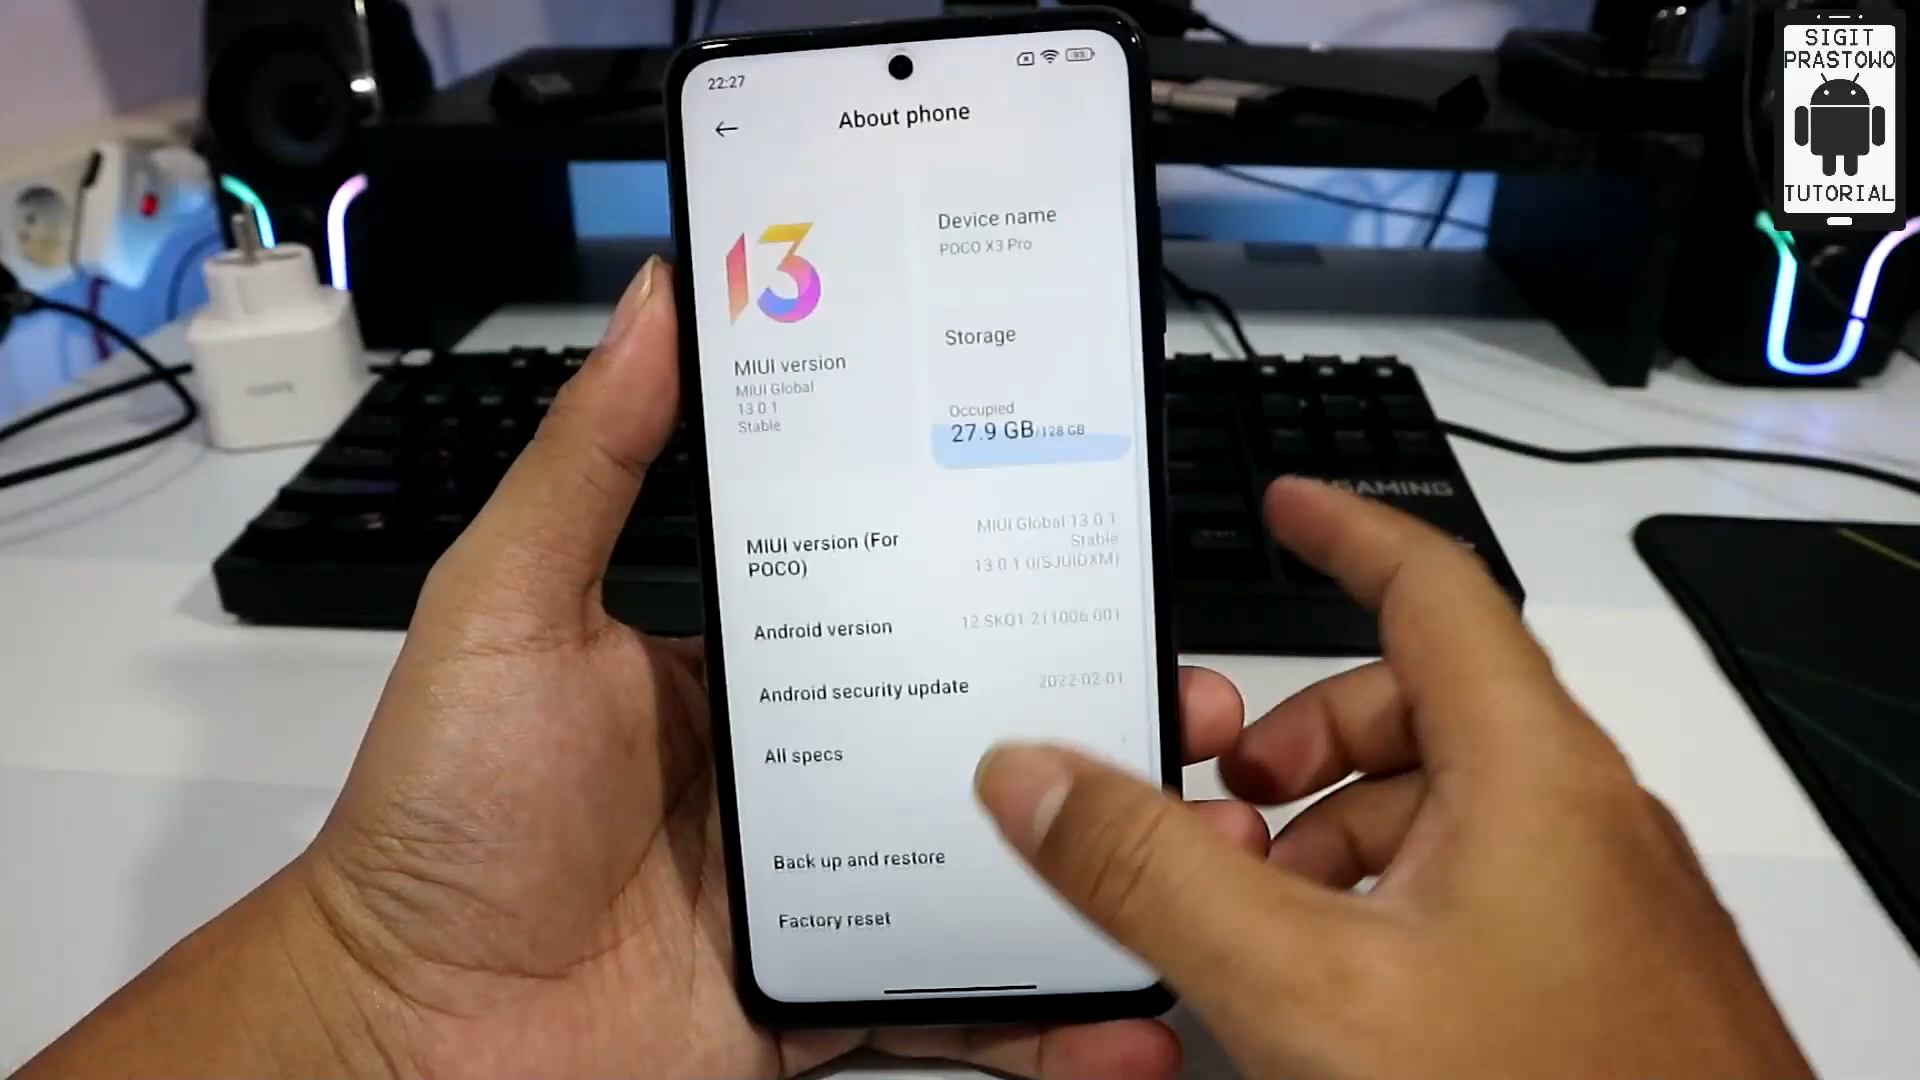 SIGIT
PRASTOWO
TUTORIAL
22:27
About phone
13
Device name
POCO X3 Pro
MIUI version
MIUI Global
13.0.1
Stable
Storage
Occupied
27.9 GB/128 GB
MIUI version (For
POCO)
MIUI Global 13.0.1
Stable
13.0.1.0(SJUIDXM)
Android version
12 SKQ1.211006.001
Android security update
2022-02-01
All specs
Back up and restore
Factory reset
GAMING